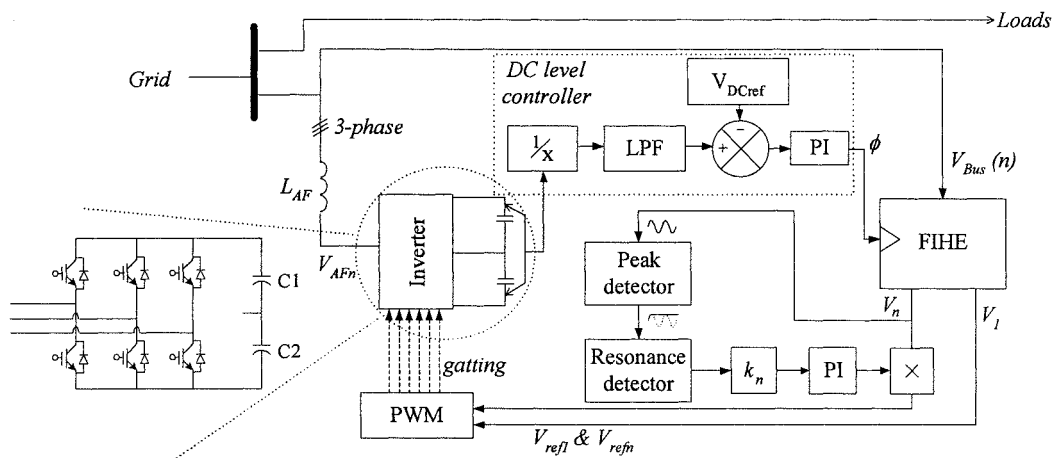 Loads
Grid
DC level
controller
V_DCref
3-phase
1/x
LPF
−
+
PI
ϕ
V_Bus (n)
L_AF
Inverter
FIHE
V_AFn
Peak
detector
V_n
V_1
C1
C2
gatting
Resonance
detector
k_n
PI
×
PWM
V_ref1 & V_refn